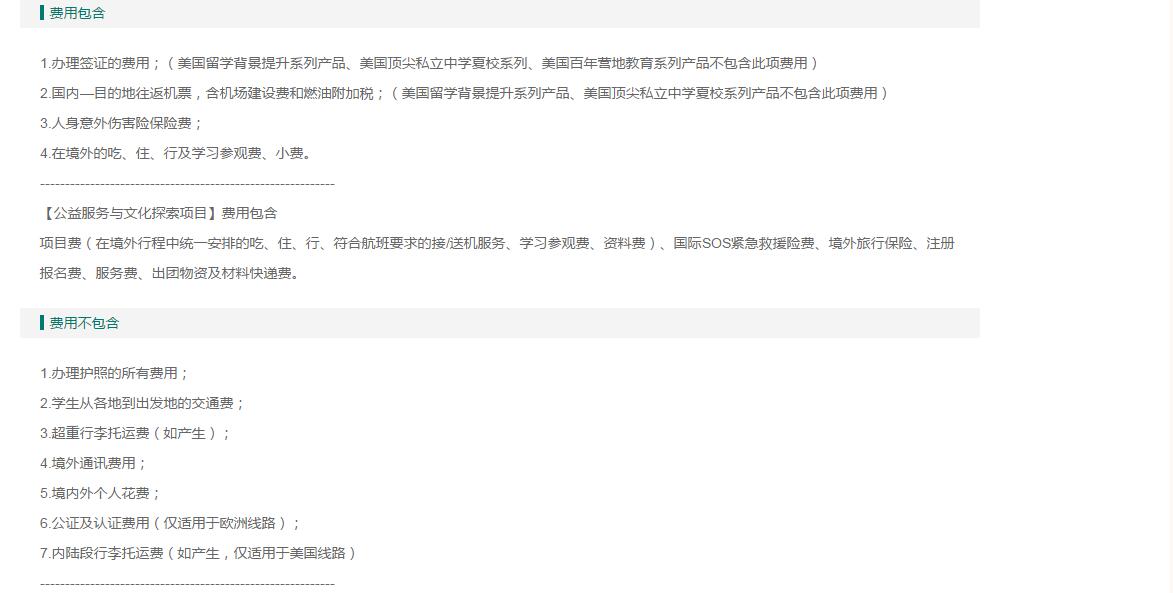 费用包含
1.办理签证的费用；（美国留学背景提升系列产品、美国顶尖私立中学夏校系列、美国百年营地教育系列产品不包含此项费用）
2.国内—目的地往返机票，含机场建设费和燃油附加税；（美国留学背景提升系列产品、美国顶尖私立中学夏校系列产品不包含此项费用）
3.人身意外伤害险保险费；
4.在境外的吃、住、行及学习参观费、小费。
-----------------------------------------------------------
【公益服务与文化探索项目】费用包含
项目费（在境外行程中统一安排的吃、住、行、符合航班要求的接/送机服务、学习参观费、资料费）、国际SOS紧急救援险费、境外旅行保险、注册
报名费、服务费、出团物资及材料快递费。
费用不包含
1.办理护照的所有费用；
2.学生从各地到出发地的交通费；
3.超重行李托运费（如产生）；
4.境外通讯费用；
5.境内外个人花费；
6.公证及认证费用（仅适用于欧洲线路）；
7.内陆段行李托运费（如产生，仅适用于美国线路）
-----------------------------------------------------------